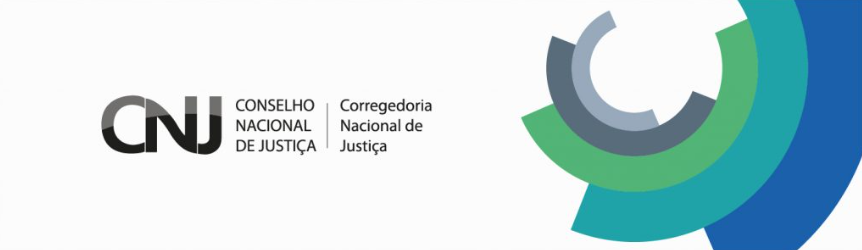 CNJ
CONSELHO
NACIONAL
DE JUSTIÇA
Corregedoria
Nacional de
Justiça